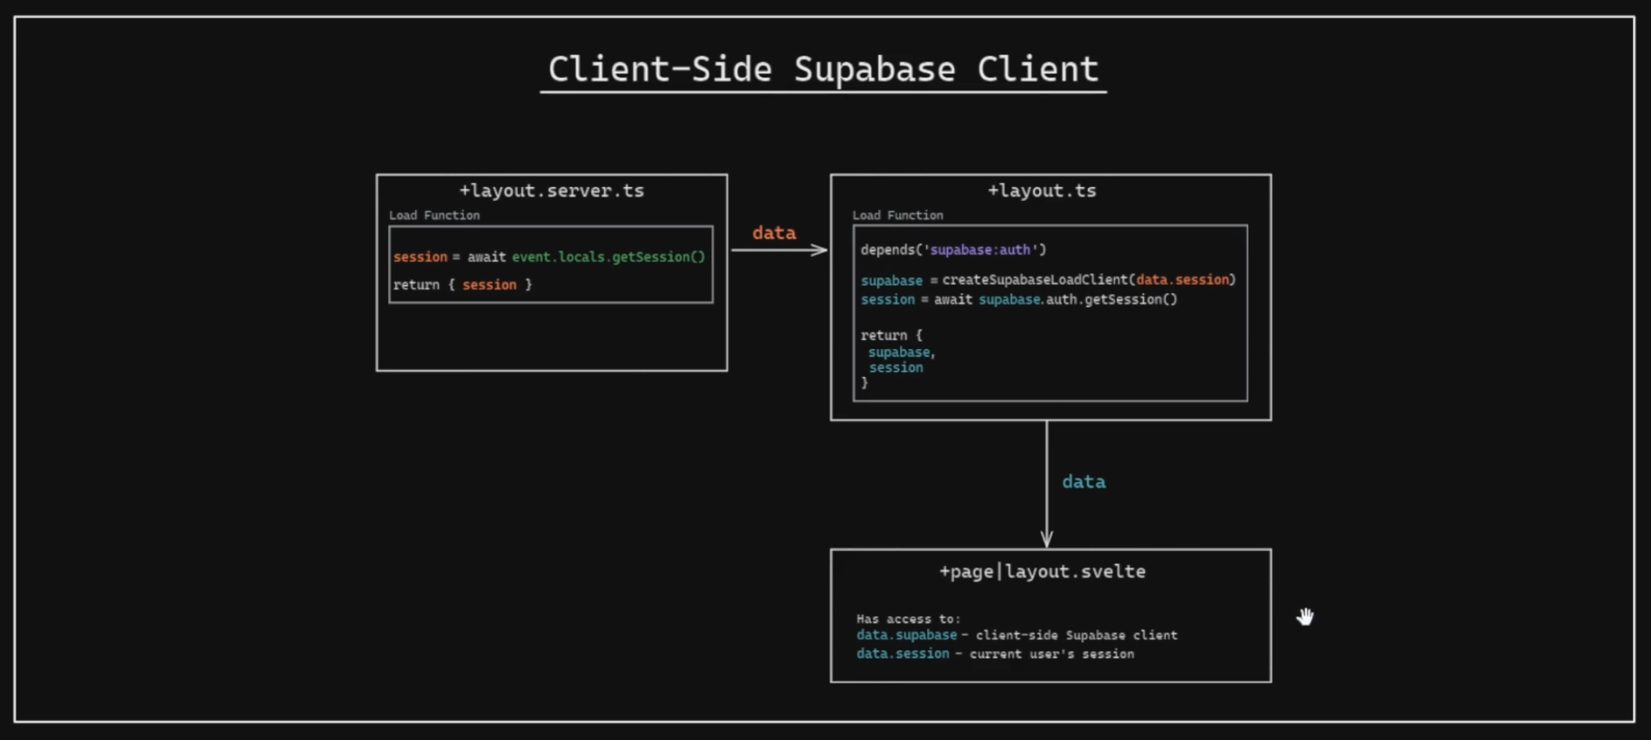 Client-Side Supabase Client
+layout.server.ts
Load Function
session = await event.locals.getSession()
return { session }
data
+layout.ts
Load Function
depends('supabase:auth')
supabase = createSupabaseLoadClient(data.session)
session = await supabase.auth.getSession()
return {
supabase,
session
}
data
+page|layout.svelte
Has access to:
data.supabase - client-side Supabase client
data.session - current user's session